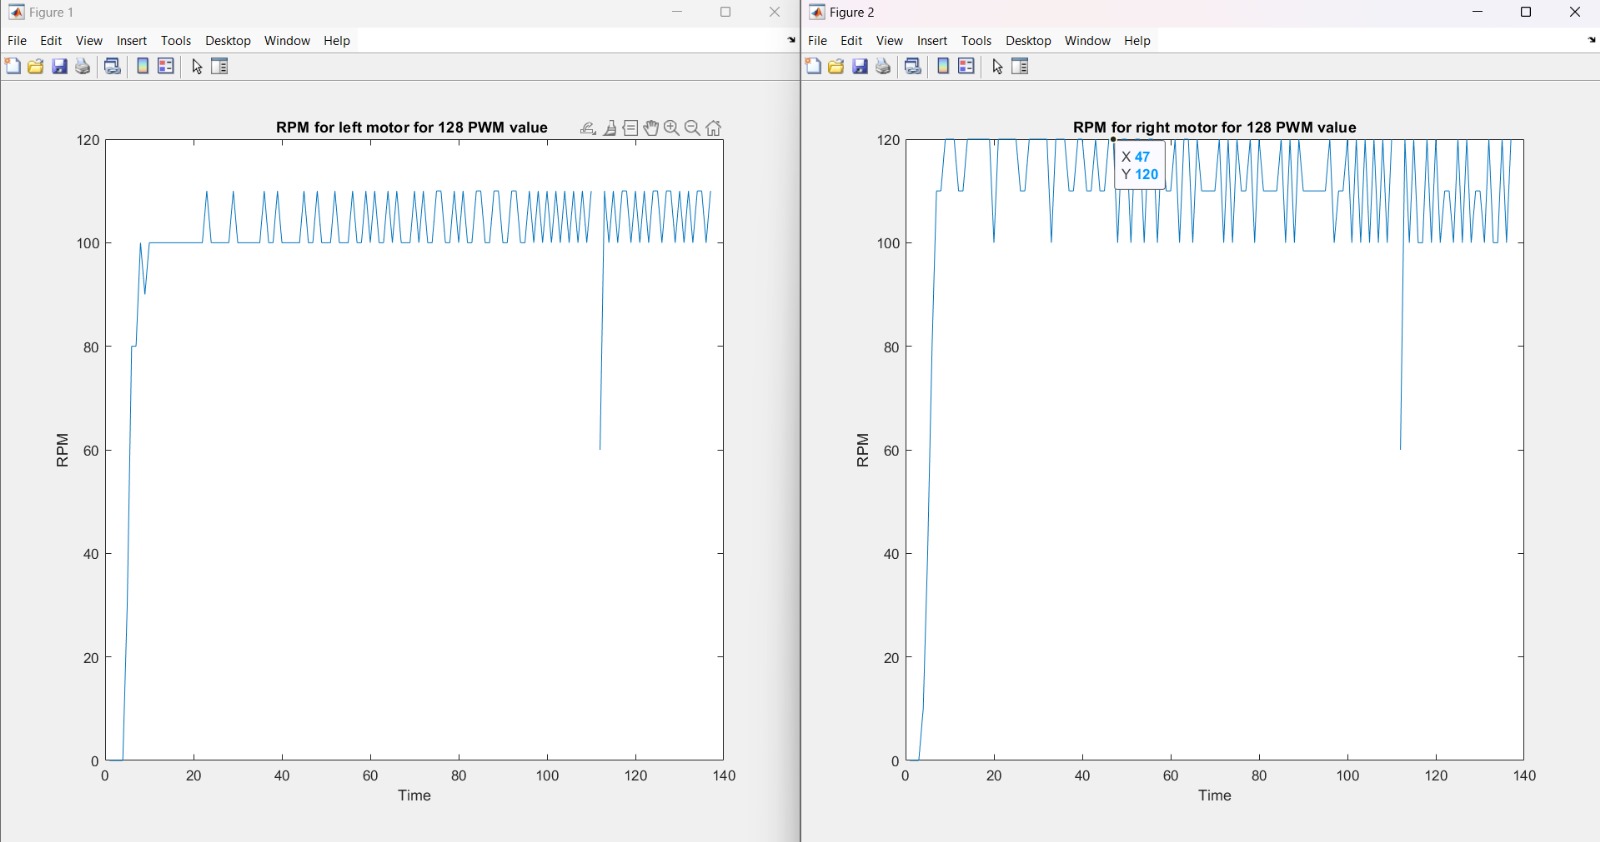 Figure 1
File Edit View Insert Tools Desktop Window Help
RPM for left motor for 128 PWM value
120
100
80
60
40
20
0
RPM
0 20 40 60 80 100 120 140
Time
Figure 2
File Edit View Insert Tools Desktop Window Help
RPM for right motor for 128 PWM value
X 47
Y 120
120
100
80
60
40
20
0
RPM
0 20 40 60 80 100 120 140
Time